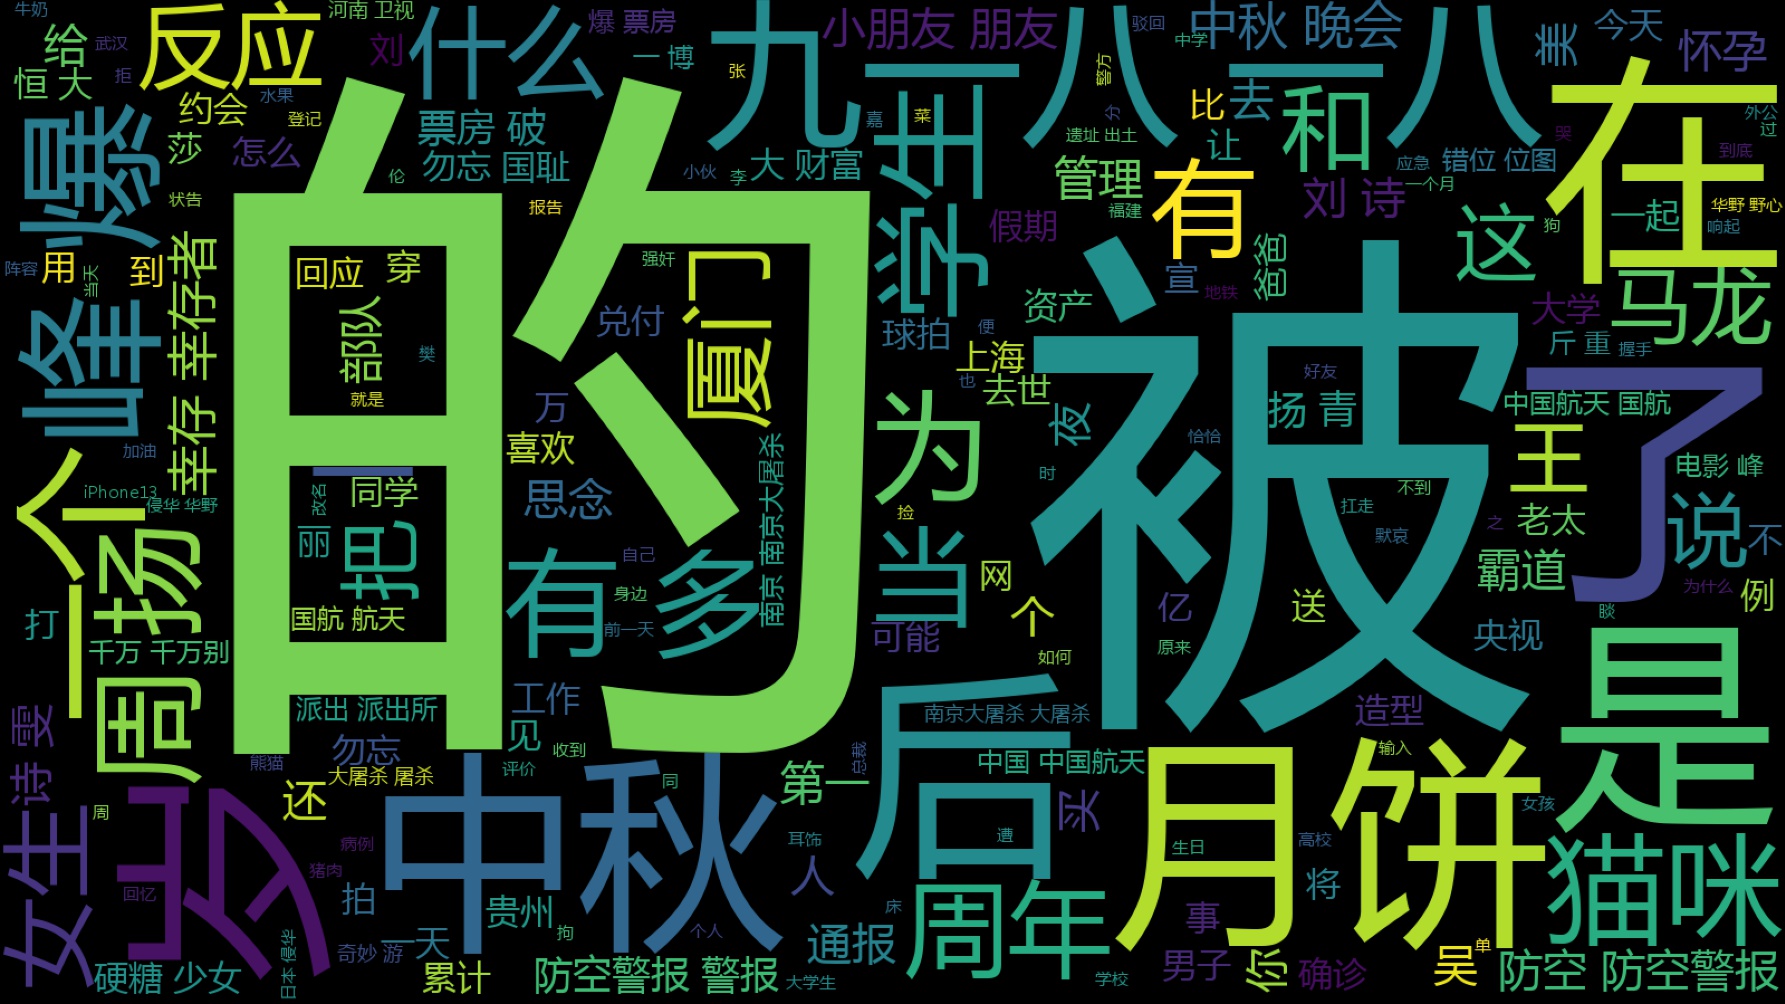 牛奶
河南 卫视
给
武汉
反应
刘
什么
爆 票房
一 博
九一八 一 八
小朋友 朋友
驳回
中学
中秋 晚会
美
今天
怀孕
恒 大
拒
约会
水果
登记
张
警方
分
比
去
和
在
外公
过
爆
莎
怎么
票房 破
勿忘 国耻
大 财富
嘉
菜
遗址 出土
让
哭
到底
状告
伦
小伙
李
生
管理
有
应急
错位 位图
一个月
刘 诗
报告
学
假期
福建
这
狗
一起
华野 野心
响起
阵容
用
当天
到
幸存 幸存者
的
回应
穿
强奸
厦门
宣
地铁
爸爸
大学
马龙
峰
部队
樊
兑付
球拍
资产
便
被
斤 重
握手
就是
万
上海
也
去世
好友
了
喜欢
为
夜
扬 青
中国航天 国航
加油
恰恰
王
电影 峰
一个
iPhone13
侵华 华野
改名
同学
思念
南京 南京大屠杀
捡
时
不到
扛走
之
老太
说
不
周扬
丽
把
有
多
自己
当
网
默哀
霸道
为什么
例
身边
个
亿
送
睒
打
国航 航天
前一天
可能
如何
原来
央视
是
千万 千万别
雯
诗
派出 派出所
工作
后
南京大屠杀 大屠杀
造型
勿忘
见
收到
总裁
熊猫
大屠杀 屠杀
评价
中国 中国航天
月饼
输入
还
中秋
同
第一
买
女孩
周
女生
岁
病例
耳饰
遭
生日
高校
猫咪
猪肉
回忆
拍
贵州
人
周年
将
床
事
奇妙 游
一天
拘
个人
通报
硬糖 少女
日本 侵华
累计
防空警报 警报
大学生
学校
男子
你
确诊
吴
单
防空 防空警报